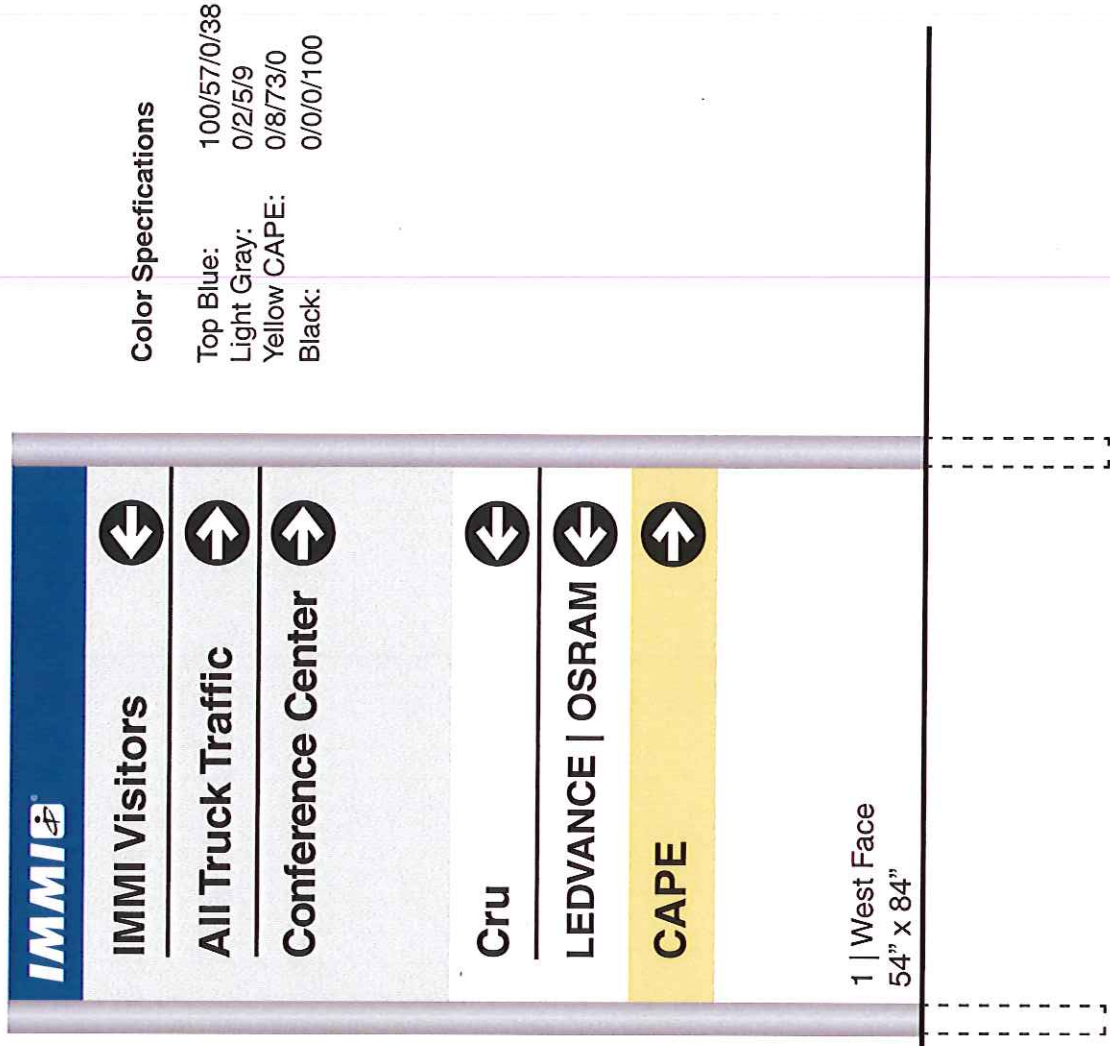 IMMI
IMMI Visitors
All Truck Traffic
Conference Center
Cru
LEDVANCE | OSRAM
CAPE
1 | West Face
54” x 84”
Color Specfications
Top Blue: 100/57/0/38
Light Gray: 0/2/5/9
Yellow CAPE: 0/8/73/0
Black: 0/0/0/100